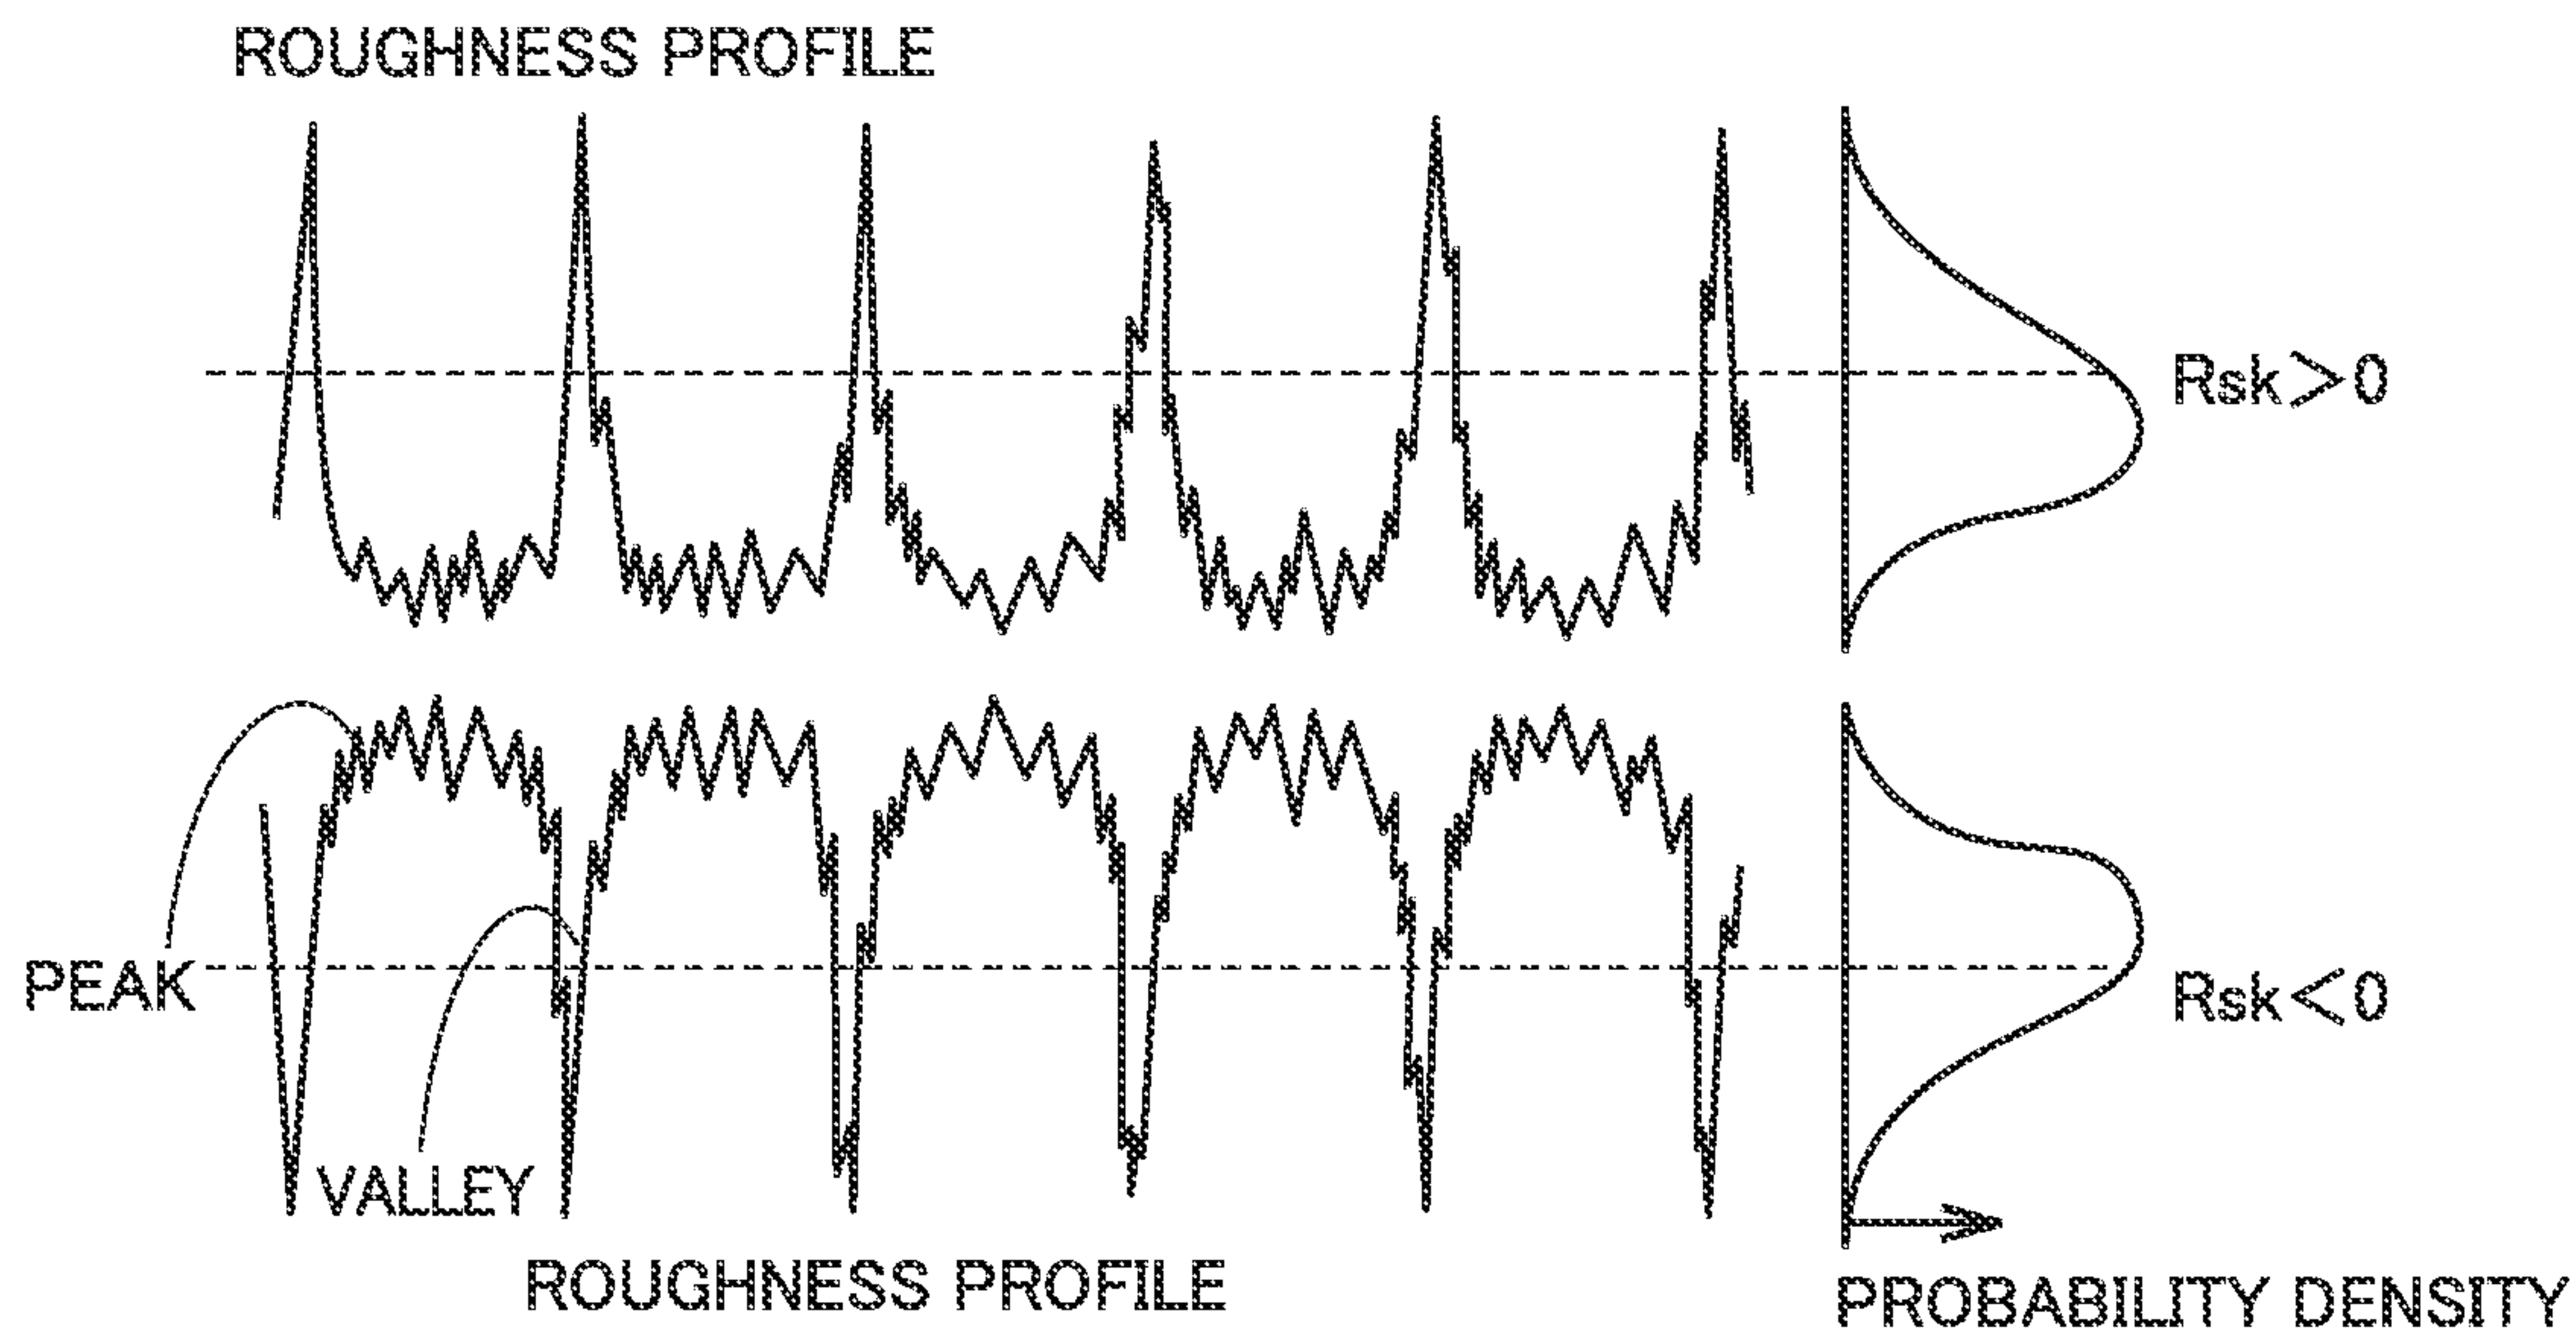 ROUGHNESS PROFILE
Rsk>0
PEAK
Rsk<0
VALLEY
ROUGHNESS PROFILE
PROBABILITY DENSITY